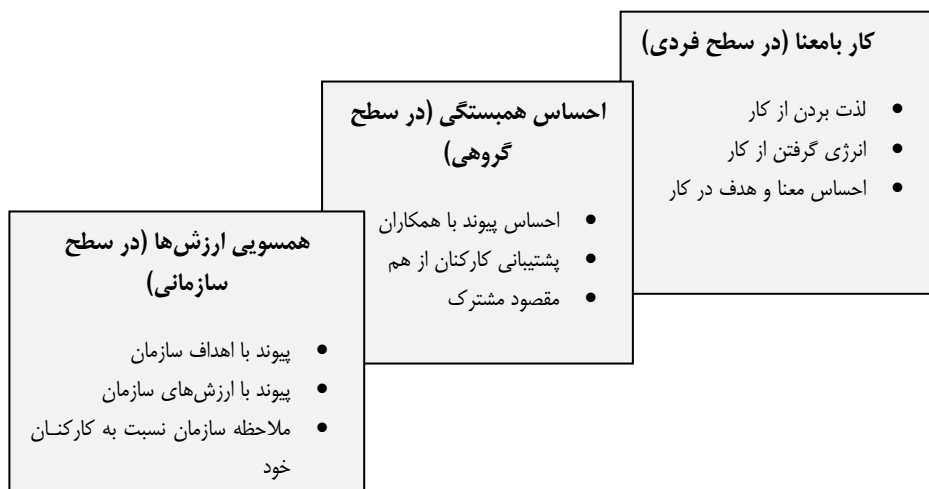 کار بامعنا (در سطح فردی)
• لذت بردن از کار
• انرژی گرفتن از کار
• احساس معنا و هدف در کار
احساس همبستگی (در سطح
گروهی)
• احساس پیوند با همکاران
• پشتیبانی کارکنان از هم
• مقصود مشترک
همسویی ارزش‌ها (در سطح
سازمانی)
• پیوند با اهداف سازمان
• پیوند با ارزش‌های سازمان
• ملاحظه سازمان نسبت به کارکنـان
خود